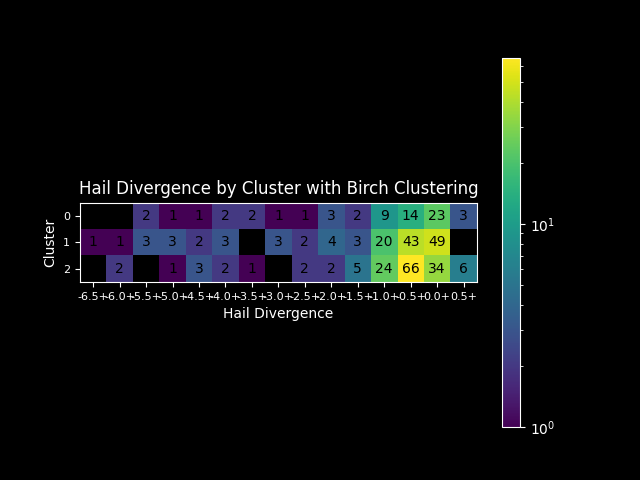 Hail Divergence by Cluster with Birch Clustering
Cluster
0 2 1 1 2 2 1 1 3 2 9 14 23 3
1 1 1 3 3 2 3 3 2 4 3 20 43 49
2 2 1 3 2 1 2 2 5 24 66 34 6
-6.5+ -6.0+ -5.5+ -5.0+ -4.5+ -4.0+ -3.5+ -3.0+ -2.5+ -2.0+ -1.5+ -1.0+ -0.5+ 0.0+ 0.5+
Hail Divergence
10¹
10⁰